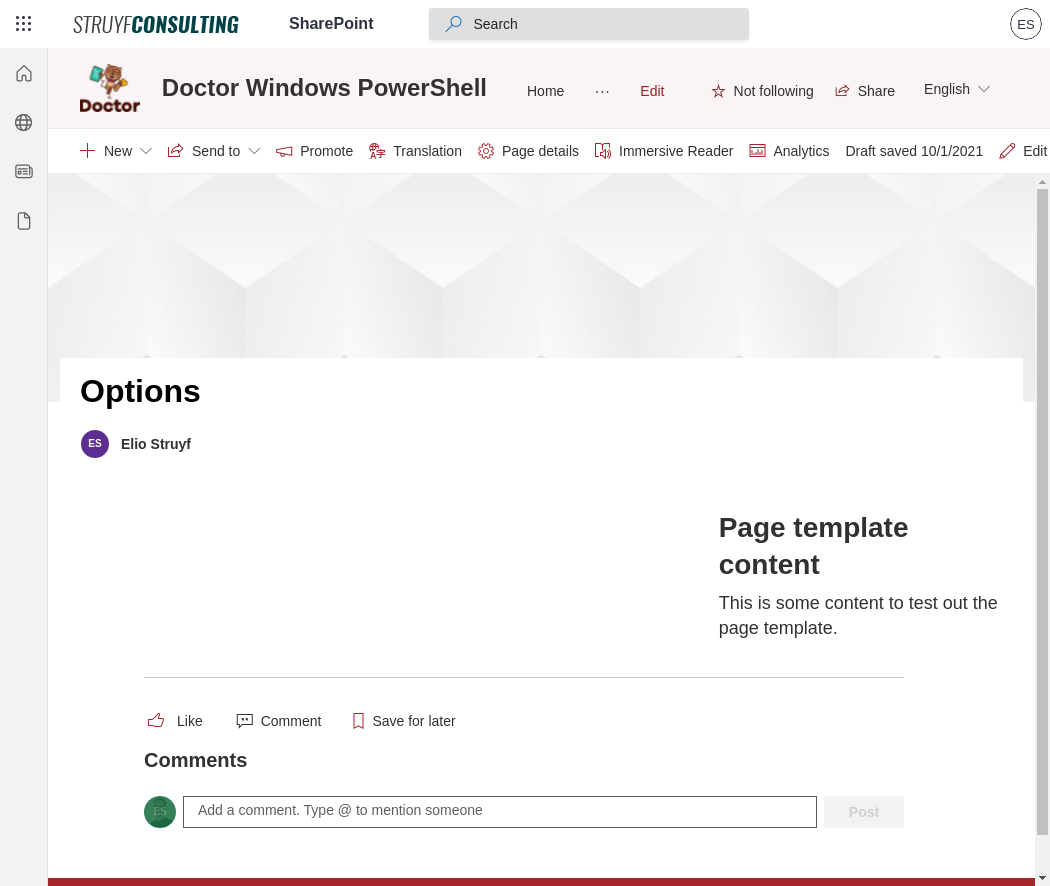 STRUYFCONSULTING SharePoint Search ES
Doctor Doctor Windows PowerShell Home ··· Edit Not following Share English
New Send to Promote Translation Page details Immersive Reader Analytics Draft saved 10/1/2021 Edit
Options
ES Elio Struyf
Page template
content
This is some content to test out the
page template.
Like Comment Save for later
Comments
ES Add a comment. Type @ to mention someone Post